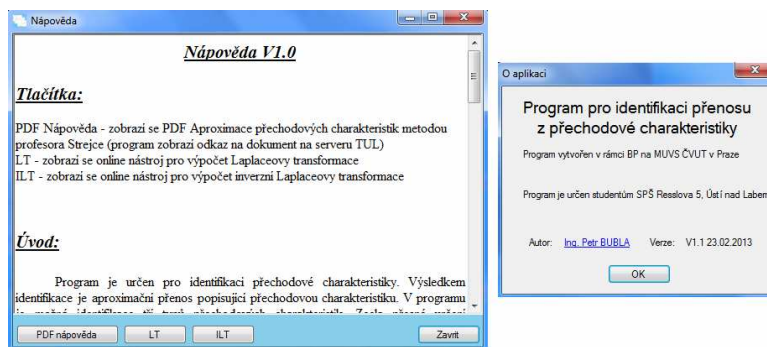 Nápověda
Nápověda V1.0
Tlačítka:
PDF Nápověda - zobrazi se PDF Aproximace přechodových charakteristik metodou
profesora Strejce (program zobrazi odkaz na dokument na serveru TUL)
LT - zobrazi se online nástroj pro výpočet Laplaceovy transformace
ILT - zobrazi se online nástroj pro výpočet inverzní Laplaceovy transformace
Úvod:
Program je určen pro identifikaci přechodové charakteristiky. Výsledkem
identifikace je aproximační přenos popisující přechodovou charakteristiku. V programu
PDF nápověda
LT
ILT
Zavrit
O aplikaci
Program pro identifikaci přenosu
z přechodové charakteristiky
Program vytvořen v rámci BP na MUVS ČVUT v Praze
Program je určen studentům SPŠ Resslova 5, Ústí nad Labem
Autor: Ing. Petr BUBLA Verze: V1.1 23.02.2013
OK